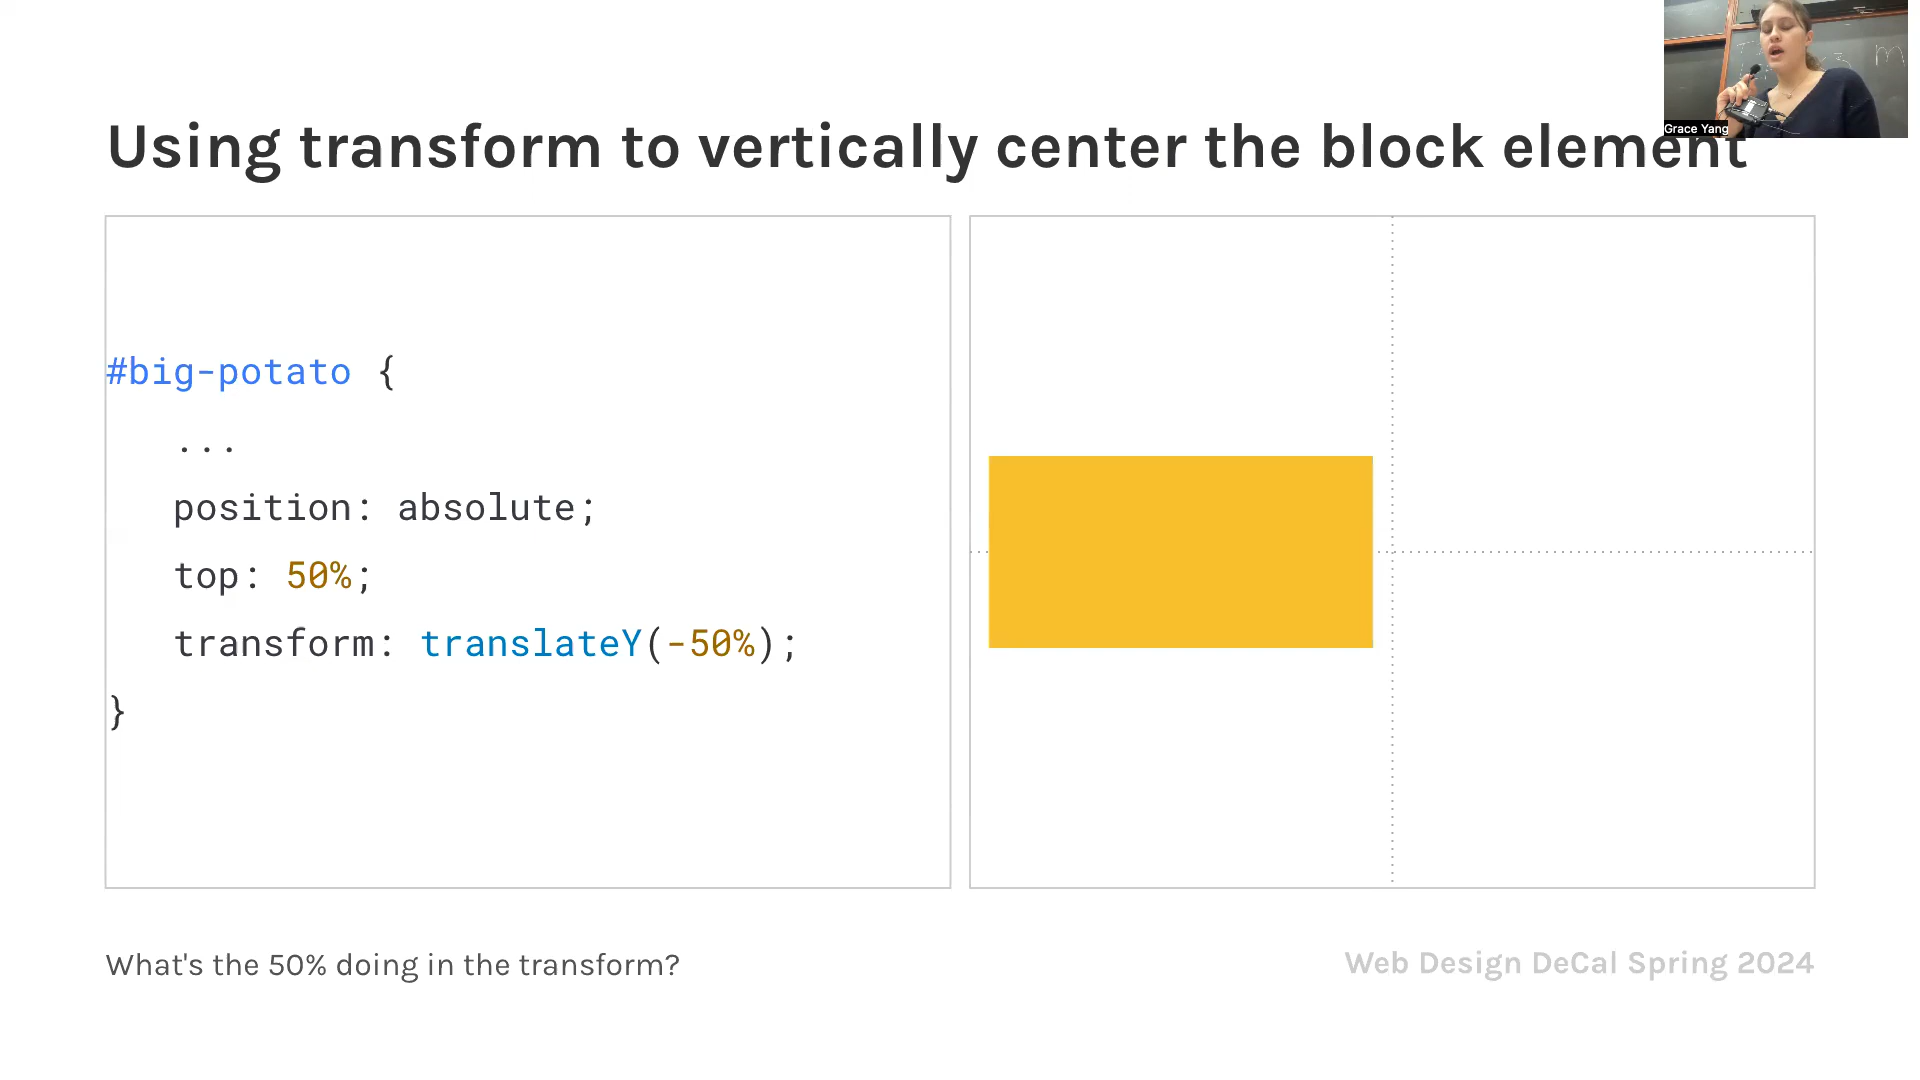 Grace Yang
Using transform to vertically center the block element
#big-potato {
...
position: absolute;
top: 50%;
transform: translateY(-50%);
}
What's the 50% doing in the transform?
Web Design DeCal Spring 2024